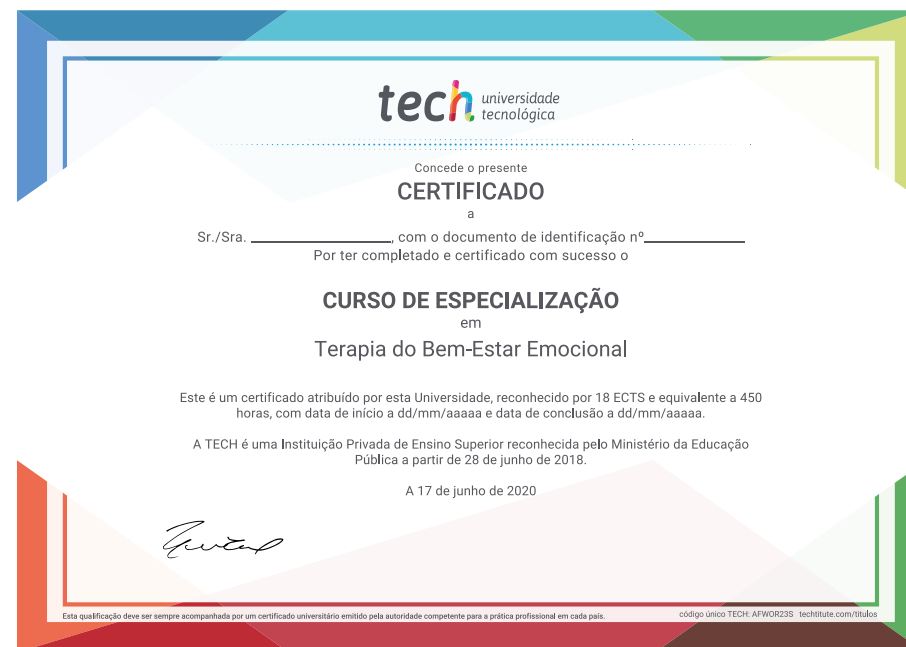 tech universidade
tecnológica
Concede o presente
CERTIFICADO
a
Sr./Sra. ____________, com o documento de identificação nº____________
Por ter completado e certificado com sucesso o
CURSO DE ESPECIALIZAÇÃO
em
Terapia do Bem-Estar Emocional
Este é um certificado atribuído por esta Universidade, reconhecido por 18 ECTS e equivalente a 450
horas, com data de início a dd/mm/aaaaa e data de conclusão a dd/mm/aaaaa.
A TECH é uma Instituição Privada de Ensino Superior reconhecida pelo Ministério da Educação
Pública a partir de 28 de junho de 2018.
A 17 de junho de 2020
Esta qualificação deve ser sempre acompanhada por um certificado universitário emitido pela autoridade competente para a prática profissional em cada país.
código único TECH: AFWOR23S techtitute.com/titulos